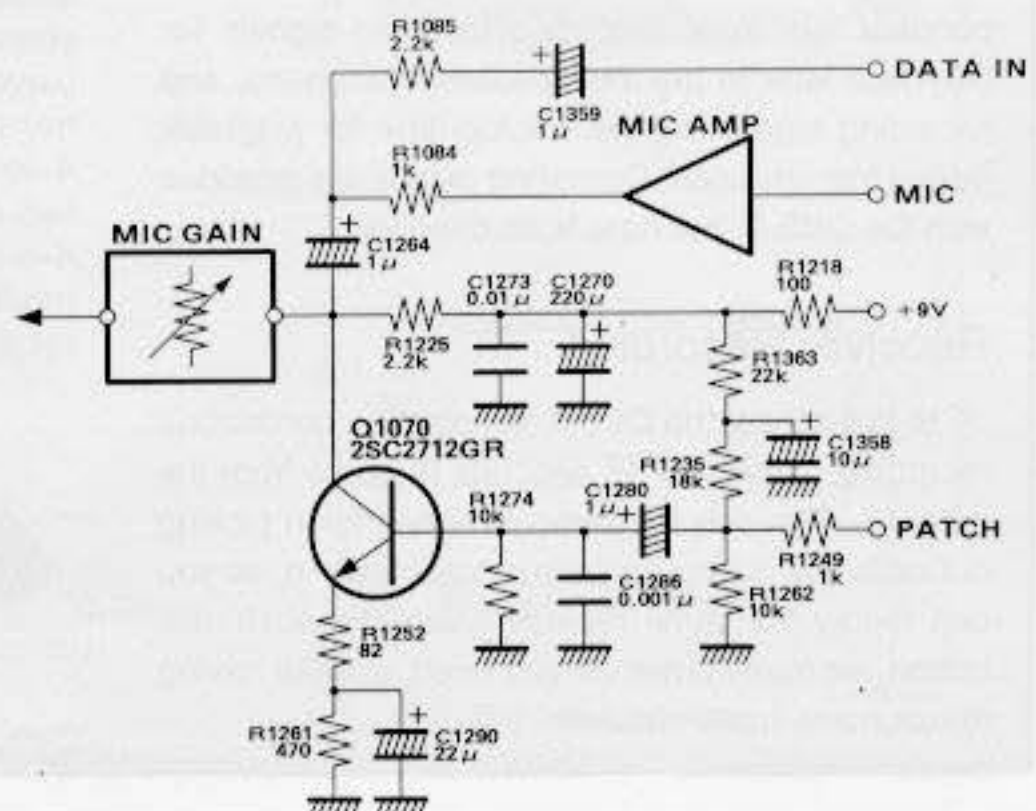 R1085
2.2k
C1359
1μ
DATA IN
MIC AMP
R1084
1k
MIC
MIC GAIN
C1264
1μ
C1273
0.01μ
C1270
220μ
R1218
100
+9V
R1225
2.2k
R1363
22k
Q1070
2SC2712GR
C1358
10μ
R1235
18k
R1274
10k
C1280
1μ
PATCH
R1249
1k
C1286
0.001μ
R1262
10k
R1252
82
R1261
470
C1290
22μ